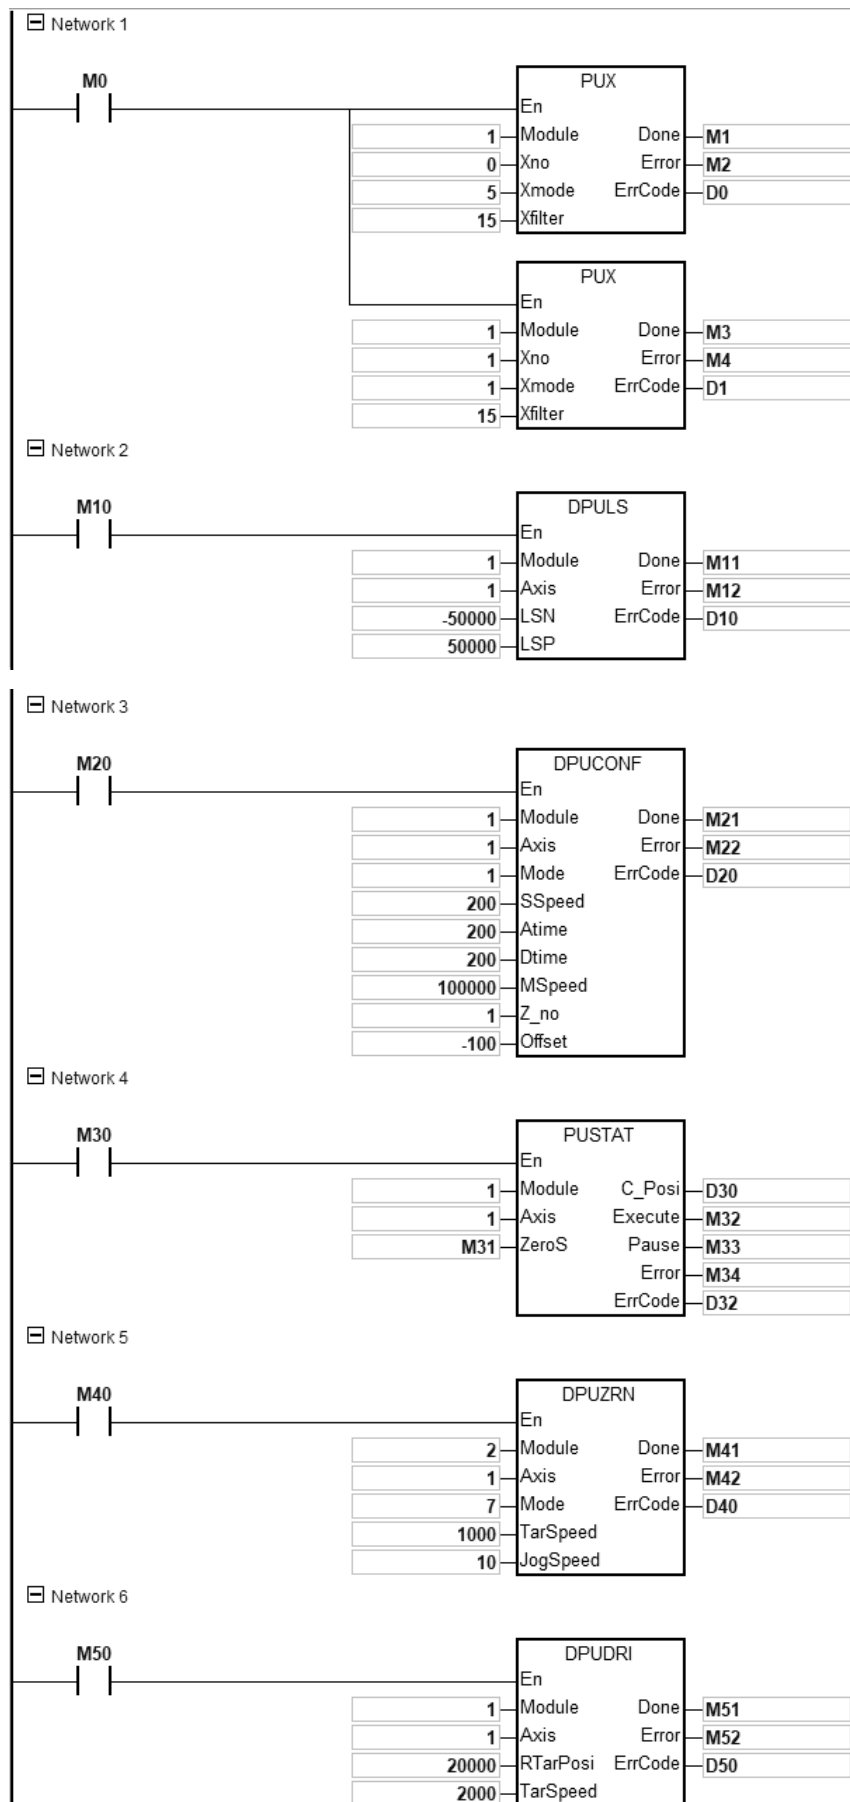 Network 1
M0
PUX
En
1 Module Done M1
0 Xno Error M2
5 Xmode ErrCode D0
15 Xfilter
PUX
En
1 Module Done M3
1 Xno Error M4
1 Xmode ErrCode D1
15 Xfilter
Network 2
M10
DPULS
En
1 Module Done M11
1 Axis Error M12
-50000 LSN ErrCode D10
50000 LSP
Network 3
M20
DPUCONF
En
1 Module Done M21
1 Axis Error M22
1 Mode ErrCode D20
200 SSpeed
200 Atime
200 Dtime
100000 MSpeed
1 Z_no
-100 Offset
Network 4
M30
PUSTAT
En
1 Module C_Posi D30
1 Axis Execute M32
M31 ZeroS Pause M33
Error M34
ErrCode D32
Network 5
M40
DPUZRN
En
2 Module Done M41
1 Axis Error M42
7 Mode ErrCode D40
1000 TarSpeed
10 JogSpeed
Network 6
M50
DPUDRI
En
1 Module Done M51
1 Axis Error M52
20000 RTarPosi ErrCode D50
2000 TarSpeed